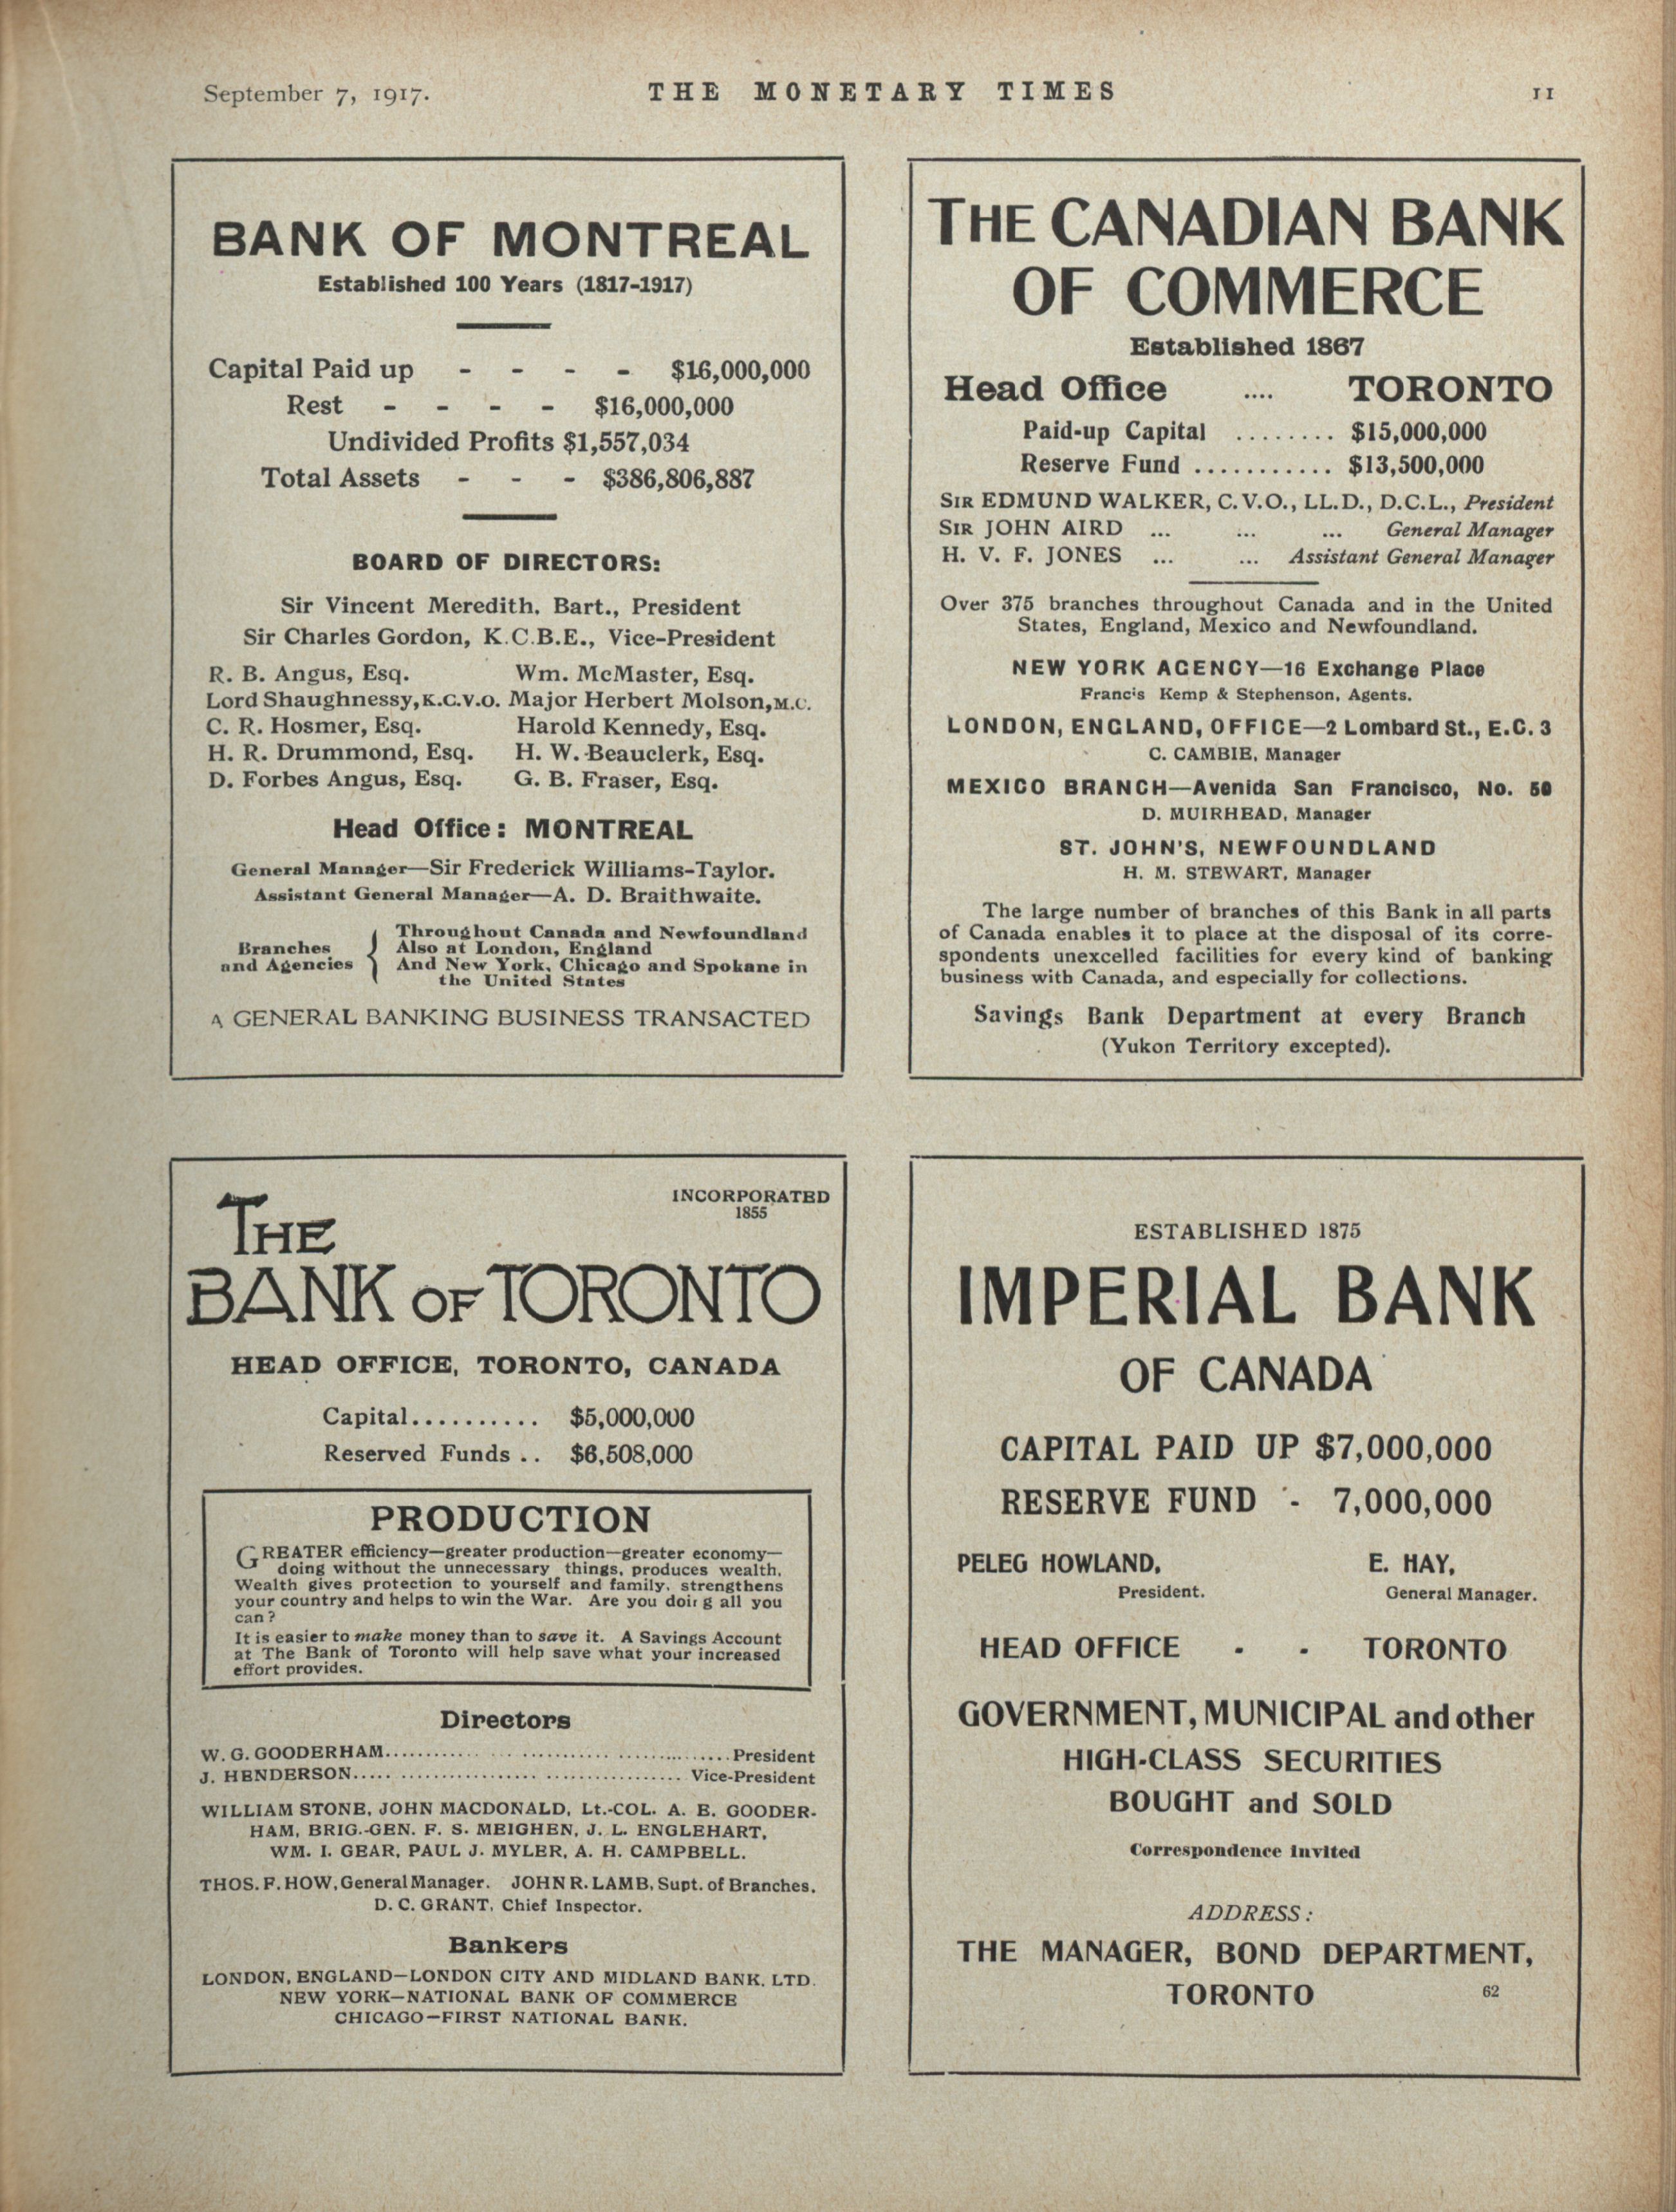 September 7, 1917.
THE MONETARY TIMES
11
BANK OF MONTREAL
Established 100 Years (1817-1917)
Capital Paid up - - - - $16,000,000
Rest - - - - $16,000,000
Undivided Profits $1,557,034
Total Assets - - - $386,806,887
BOARD OF DIRECTORS:
Sir Vincent Meredith, Bart., President
Sir Charles Gordon, K.C.B.E., Vice-President
R. B. Angus, Esq. Wm. McMaster, Esq.
Lord Shaughnessy, K.C.V.O. Major Herbert Molson, M.C.
C. R. Hosmer, Esq. Harold Kennedy, Esq.
H. R. Drummond, Esq. H. W. Beauclerk, Esq.
D. Forbes Angus, Esq. G. B. Fraser, Esq.
Head Office: MONTREAL
General Manager—Sir Frederick Williams-Taylor.
Assistant General Manager—A. D. Braithwaite.
Branches and Agencies { Throughout Canada and Newfoundland
Also at London, England
And New York, Chicago and Spokane in
the United States
A GENERAL BANKING BUSINESS TRANSACTED
THE CANADIAN BANK
OF COMMERCE
Established 1867
Head Office .... TORONTO
Paid-up Capital ........ $15,000,000
Reserve Fund ........... $13,500,000
SIR EDMUND WALKER, C.V.O., LL.D., D.C.L., President
SIR JOHN AIRD ... ... ... General Manager
H. V. F. JONES ... ... Assistant General Manager
Over 375 branches throughout Canada and in the United
States, England, Mexico and Newfoundland.
NEW YORK AGENCY—16 Exchange Place
Francis Kemp & Stephenson, Agents.
LONDON, ENGLAND, OFFICE—2 Lombard St., E.C. 3
C. CAMBIE, Manager
MEXICO BRANCH—Avenida San Francisco, No. 50
D. MUIRHEAD, Manager
ST. JOHN'S, NEWFOUNDLAND
H. M. STEWART, Manager
The large number of branches of this Bank in all parts
of Canada enables it to place at the disposal of its corre-
spondents unexcelled facilities for every kind of banking
business with Canada, and especially for collections.
Savings Bank Department at every Branch
(Yukon Territory excepted).
INCORPORATED
1855
THE
BANK OF TORONTO
HEAD OFFICE, TORONTO, CANADA
Capital.......... $5,000,000
Reserved Funds .. $6,508,000
PRODUCTION
GREATER efficiency—greater production—greater economy—
doing without the unnecessary things, produces wealth.
Wealth gives protection to yourself and family, strengthens
your country and helps to win the War. Are you doing all you
can?
It is easier to make money than to save it. A Savings Account
at The Bank of Toronto will help save what your increased
effort provides.
Directors
W. G. GOODERHAM.......................................President
J. HENDERSON....................................... Vice-President
WILLIAM STONE, JOHN MACDONALD, Lt.-COL. A. E. GOODER-
HAM, BRIG.-GEN. F. S. MEIGHEN, J. L. ENGLEHART,
WM. I. GEAR, PAUL J. MYLER, A. H. CAMPBELL.
THOS. F. HOW, General Manager. JOHN R. LAMB, Supt. of Branches.
D. C. GRANT, Chief Inspector.
Bankers
LONDON, ENGLAND—LONDON CITY AND MIDLAND BANK, LTD.
NEW YORK—NATIONAL BANK OF COMMERCE
CHICAGO—FIRST NATIONAL BANK.
ESTABLISHED 1875
IMPERIAL BANK
OF CANADA
CAPITAL PAID UP $7,000,000
RESERVE FUND - 7,000,000
PELEG HOWLAND, E. HAY,
President. General Manager.
HEAD OFFICE - - TORONTO
GOVERNMENT, MUNICIPAL and other
HIGH-CLASS SECURITIES
BOUGHT and SOLD
Correspondence Invited
ADDRESS:
THE MANAGER, BOND DEPARTMENT,
TORONTO 62